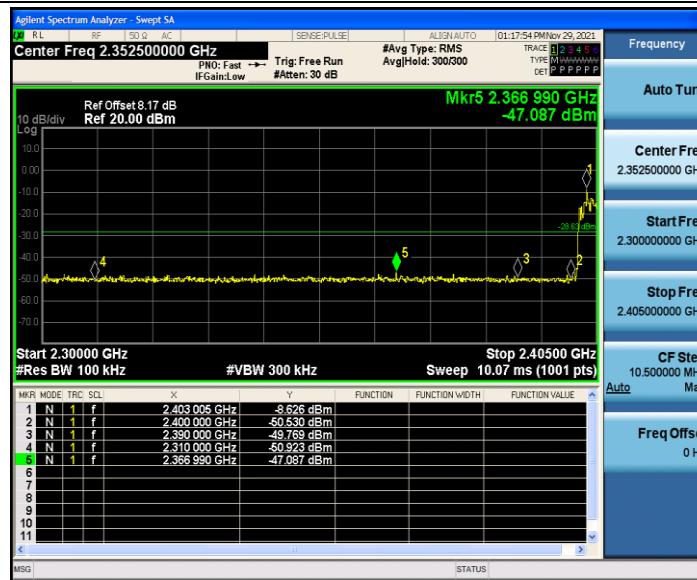 Agilent Spectrum Analyzer - Swept SA
RL RF 50 Ω AC SENSE:PULSE ALIGN AUTO 01:17:54 PM Nov 29, 2021
Center Freq 2.352500000 GHz #Avg Type: RMS TRACE 1 2 3 4 5 6
PNO: Fast Trig: Free Run Avg|Hold: 300/300 TYPE M
IFGain:Low #Atten: 30 dB DET P P P P P P
Mkr5 2.366 990 GHz
-47.087 dBm
Ref Offset 8.17 dB
10 dB/div Ref 20.00 dBm
Log
10.0
0.00
-10.0
-20.0
-30.0
-40.0
-50.0
-60.0
-70.0
1
-28.63 dBm
4
5
3
2
Start 2.30000 GHz Stop 2.40500 GHz
#Res BW 100 kHz #VBW 300 kHz Sweep 10.07 ms (1001 pts)
MKR MODE TRC SCL X Y FUNCTION FUNCTION WIDTH FUNCTION VALUE
1 N 1 f 2.403 005 GHz -8.626 dBm
2 N 1 f 2.400 000 GHz -50.530 dBm
3 N 1 f 2.390 000 GHz -49.769 dBm
4 N 1 f 2.310 000 GHz -50.923 dBm
5 N 1 f 2.366 990 GHz -47.087 dBm
6
7
8
9
10
11
MSG STATUS
Frequency
Auto Tun
Center Fre
2.352500000 GH
Start Fre
2.300000000 GH
Stop Fre
2.405000000 GH
CF Ste
10.500000 MH
Auto Ma
Freq Offs
0 H